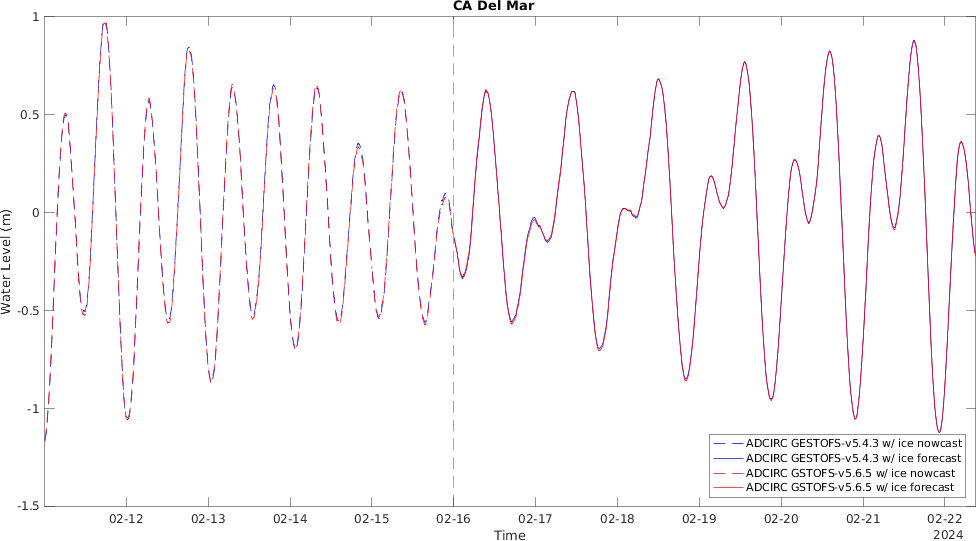 CA Del Mar
1
0.5
0
-0.5
-1
-1.5
Water Level (m)
ADCIRC GESTOFS-v5.4.3 w/ ice nowcast
ADCIRC GESTOFS-v5.4.3 w/ ice forecast
ADCIRC GSTOFS-v5.6.5 w/ ice nowcast
ADCIRC GSTOFS-v5.6.5 w/ ice forecast
02-12 02-13 02-14 02-15 02-16 02-17 02-18 02-19 02-20 02-21 02-22
Time 2024